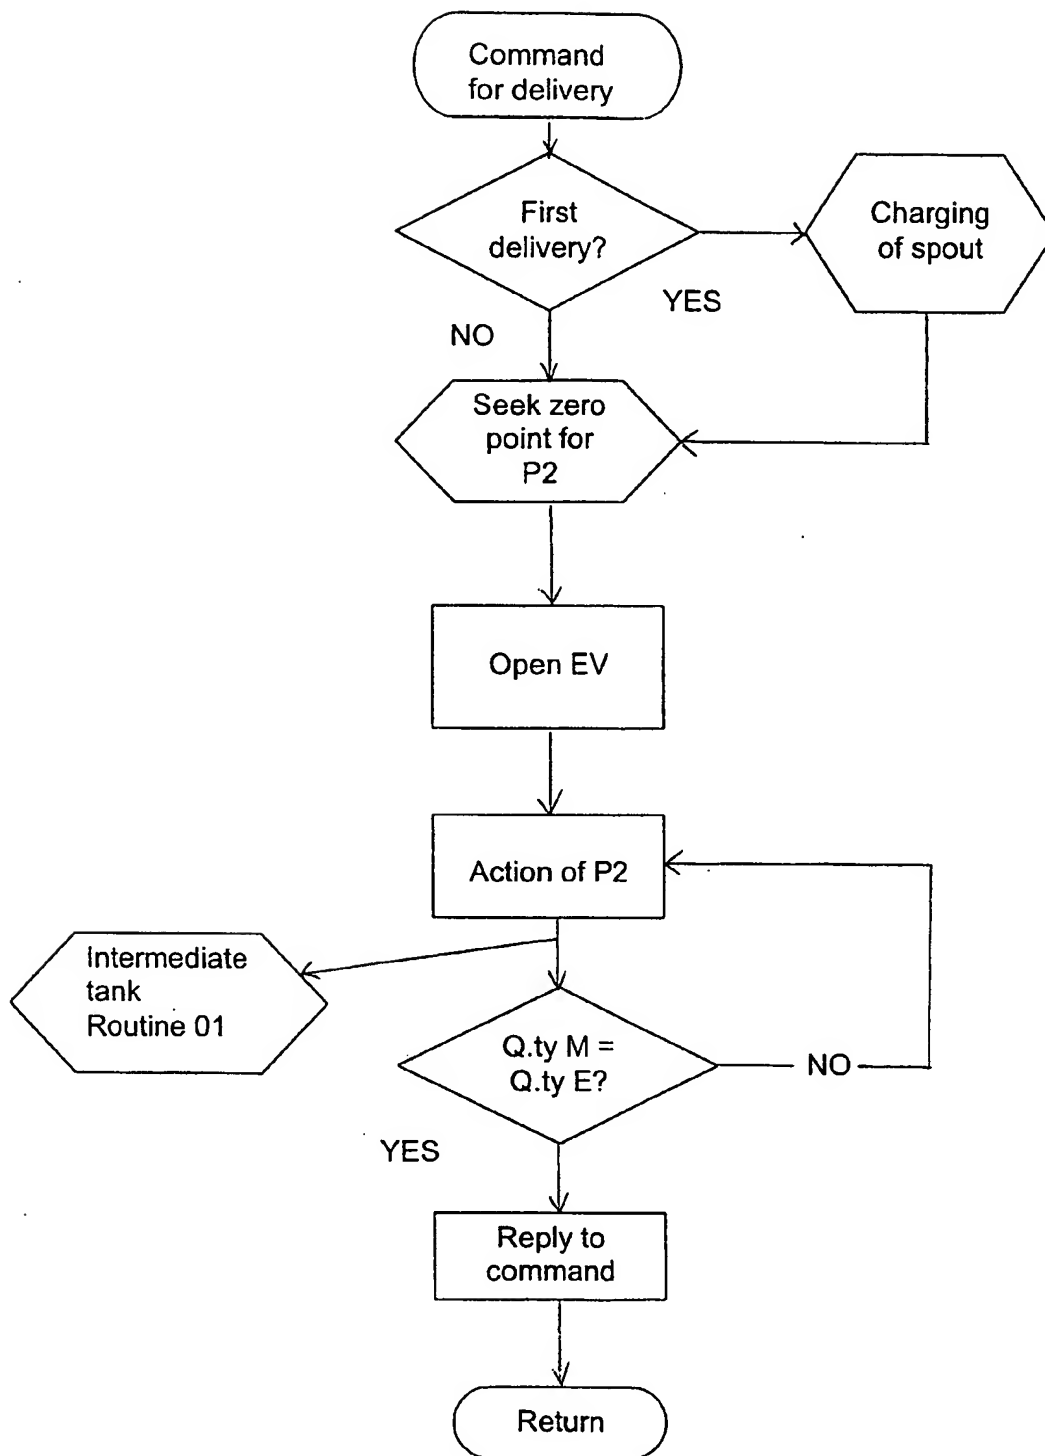 Command
for delivery
First
delivery?
Charging
of spout
YES
NO
Seek zero
point for
P2
Open EV
Action of P2
Intermediate
tank
Routine 01
Q.ty M =
Q.ty E?
NO
YES
Reply to
command
Return